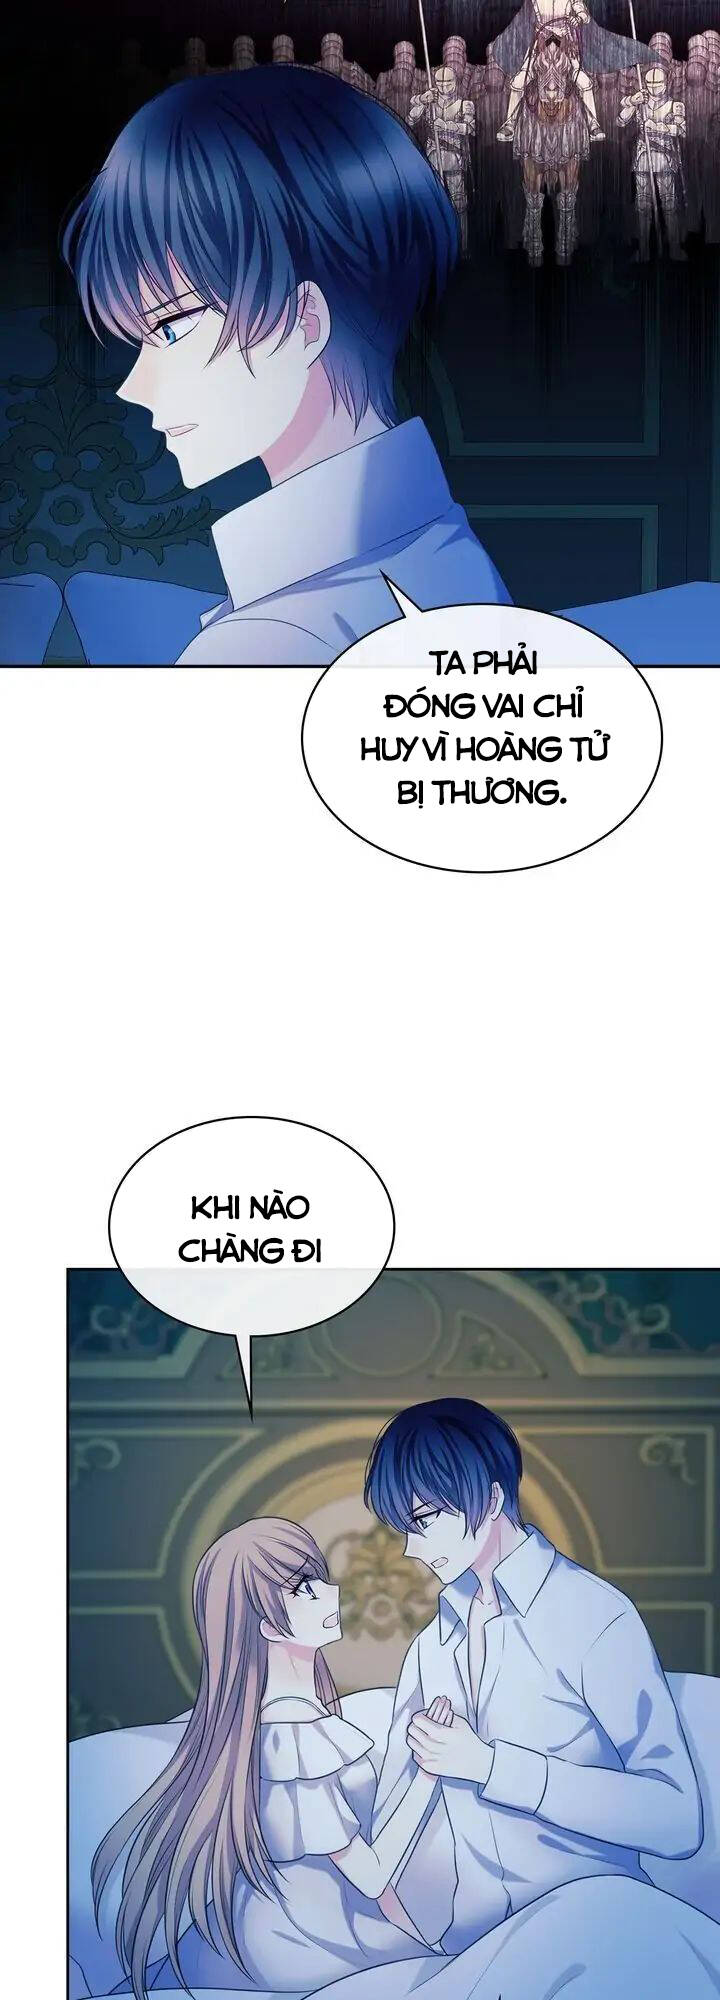 TA PHẢI
ĐÓNG VAI CHỈ
HUY VÌ HOÀNG TỬ
BỊ THƯƠNG.
KHI NÀO
CHÀNG ĐI